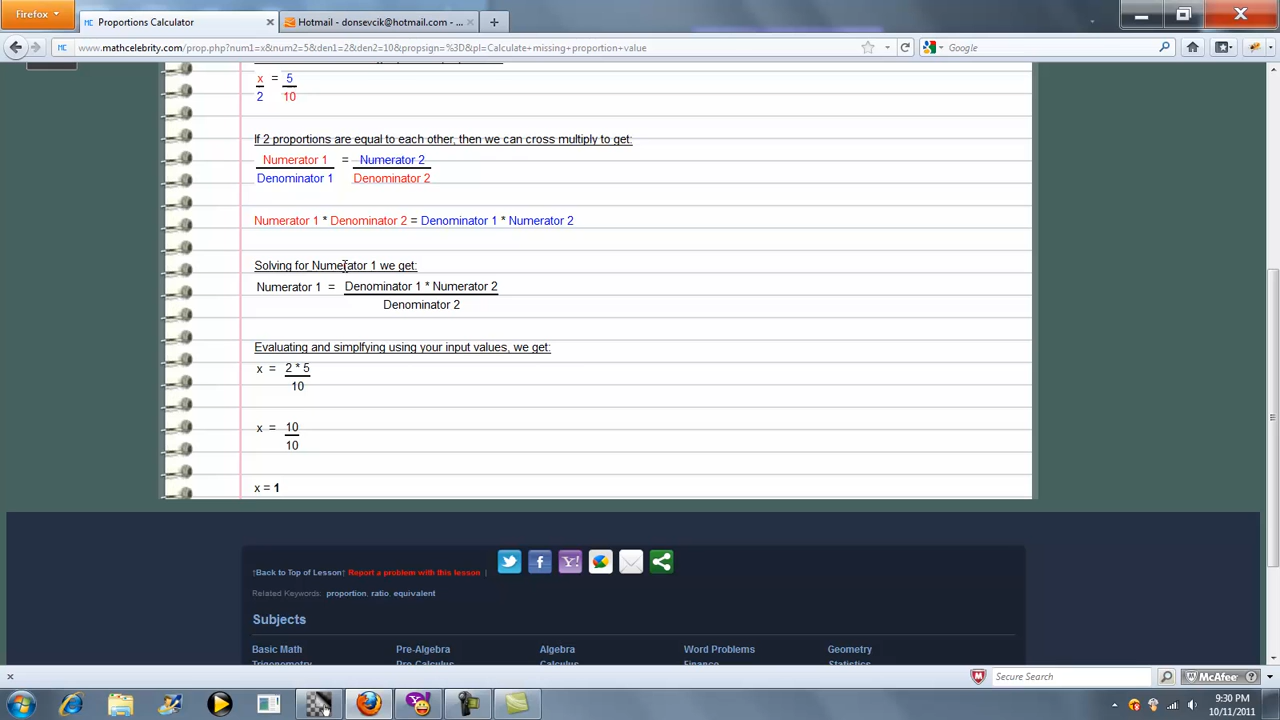 Firefox
Proportions Calculator
Hotmail - donsevcik@hotmail.com - ...
www.mathcelebrity.com/prop.php?num1=x&num2=5&den1=2&den2=10&propsign=%3D&pl=Calculate+missing+proportion+value
Google
x = 5
2 10
If 2 proportions are equal to each other, then we can cross multiply to get:
Numerator 1 = Numerator 2
Denominator 1 Denominator 2
Numerator 1 * Denominator 2 = Denominator 1 * Numerator 2
Solving for Numerator 1 we get:
Numerator 1 = Denominator 1 * Numerator 2
Denominator 2
Evaluating and simplfying using your input values, we get:
x = 2 * 5
10
x = 10
10
x = 1
↑Back to Top of Lesson↑ Report a problem with this lesson |
Related Keywords: proportion, ratio, equivalent
Subjects
Basic Math Pre-Algebra Algebra Word Problems Geometry
Trigonometry Pre-Calculus Calculus Finance Statistics
Secure Search
McAfee
9:30 PM
10/11/2011